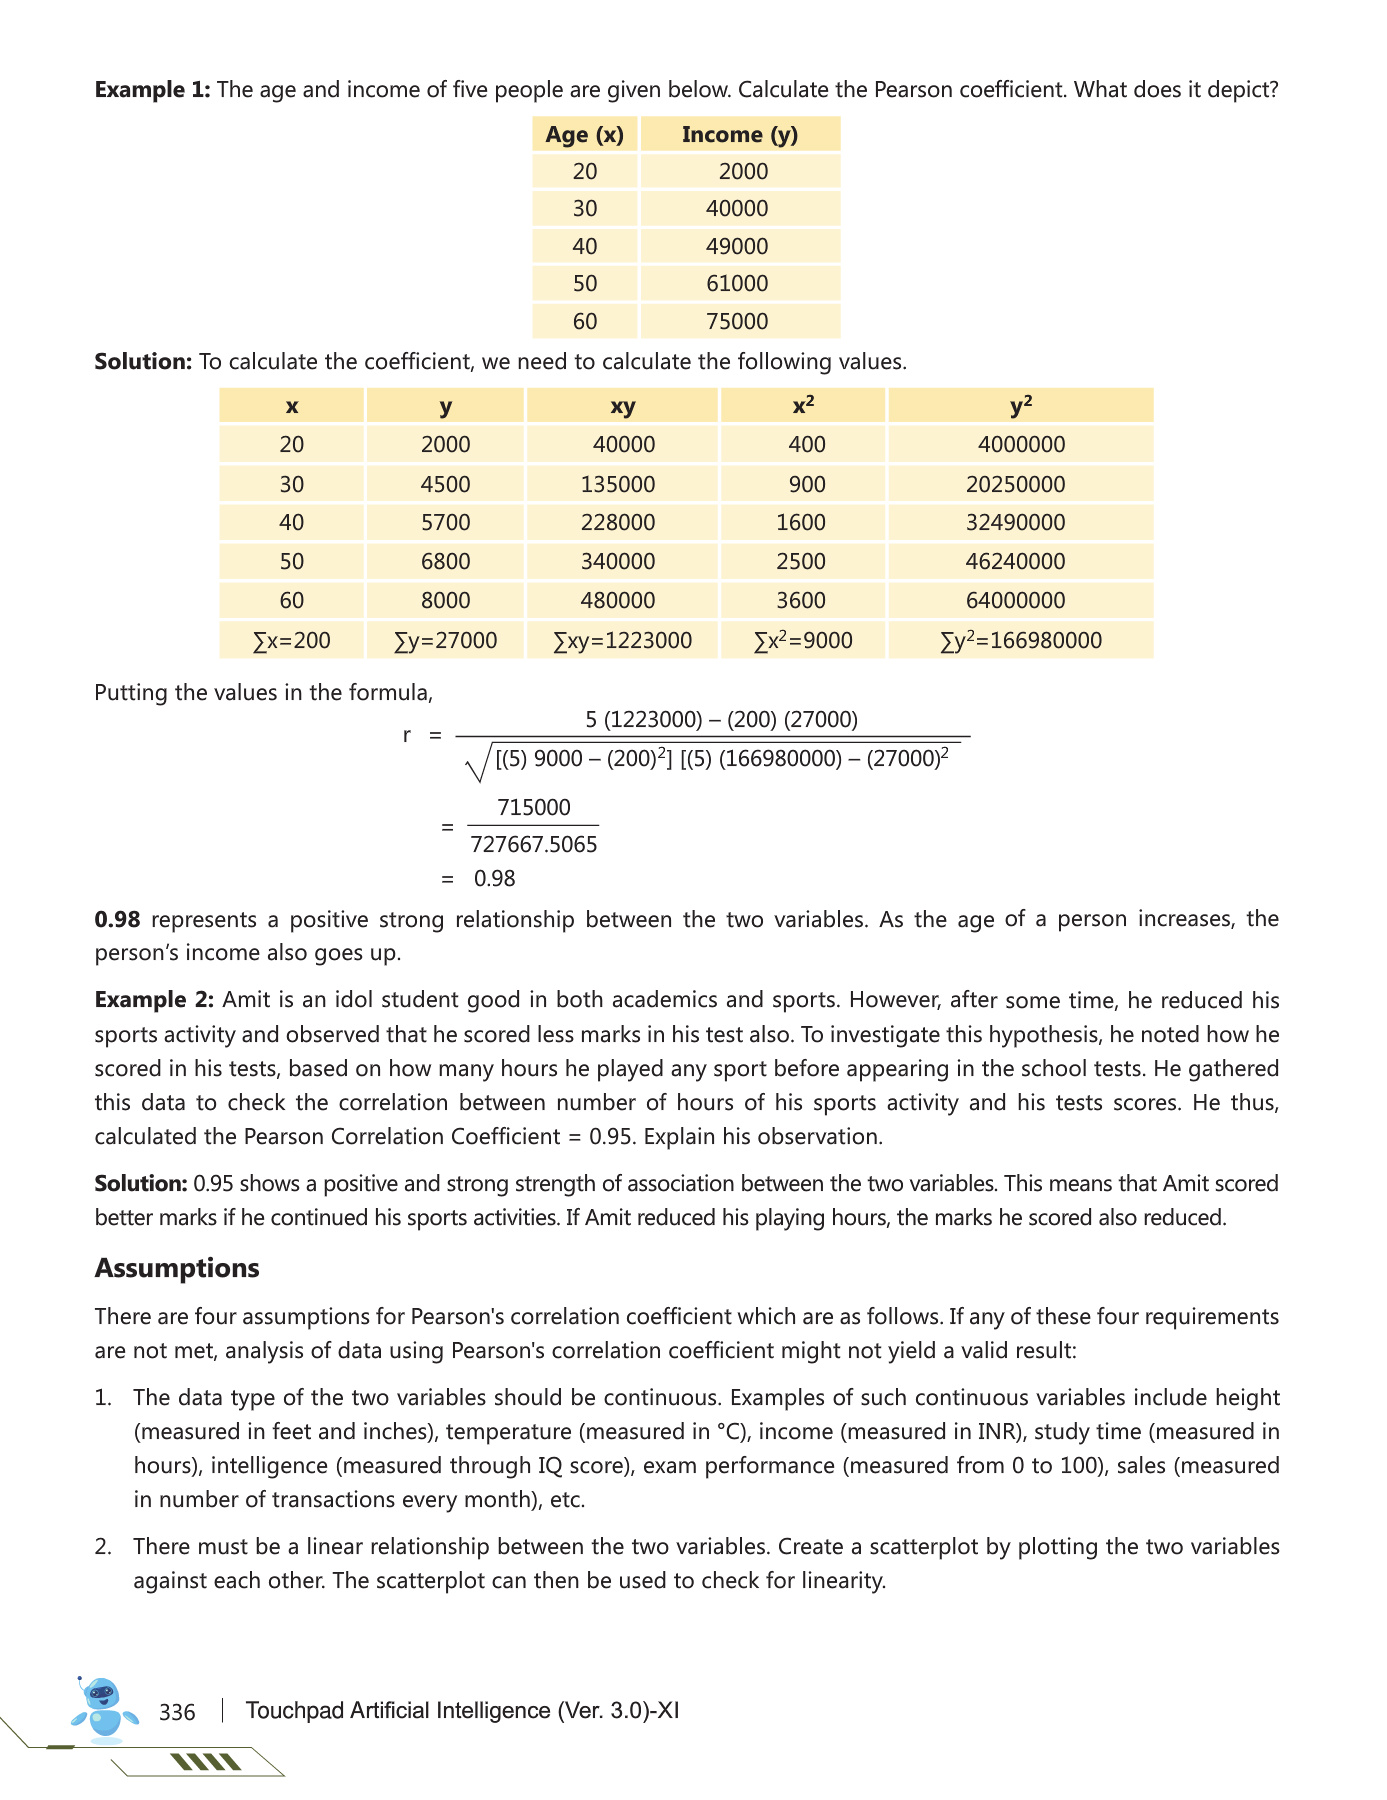 Example 1: The age and income of five people are given below. Calculate the Pearson coefficient. What does it depict?
Age (x) Income (y)
20 2000
30 40000
40 49000
50 61000
60 75000
Solution: To calculate the coefficient, we need to calculate the following values.
x y xy x² y²
20 2000 40000 400 4000000
30 4500 135000 900 20250000
40 5700 228000 1600 32490000
50 6800 340000 2500 46240000
60 8000 480000 3600 64000000
∑x=200 ∑y=27000 ∑xy=1223000 ∑x²=9000 ∑y²=166980000
Putting the values in the formula,
5 (1223000) – (200) (27000)
r =
√[(5) 9000 – (200)²] [(5) (166980000) – (27000)²
715000
=
727667.5065
= 0.98
0.98 represents a positive strong relationship between the two variables. As the age of a person increases, the
person’s income also goes up.
Example 2: Amit is an idol student good in both academics and sports. However, after some time, he reduced his
sports activity and observed that he scored less marks in his test also. To investigate this hypothesis, he noted how he
scored in his tests, based on how many hours he played any sport before appearing in the school tests. He gathered
this data to check the correlation between number of hours of his sports activity and his tests scores. He thus,
calculated the Pearson Correlation Coefficient = 0.95. Explain his observation.
Solution: 0.95 shows a positive and strong strength of association between the two variables. This means that Amit scored
better marks if he continued his sports activities. If Amit reduced his playing hours, the marks he scored also reduced.
Assumptions
There are four assumptions for Pearson's correlation coefficient which are as follows. If any of these four requirements
are not met, analysis of data using Pearson's correlation coefficient might not yield a valid result:
1. The data type of the two variables should be continuous. Examples of such continuous variables include height
(measured in feet and inches), temperature (measured in °C), income (measured in INR), study time (measured in
hours), intelligence (measured through IQ score), exam performance (measured from 0 to 100), sales (measured
in number of transactions every month), etc.
2. There must be a linear relationship between the two variables. Create a scatterplot by plotting the two variables
against each other. The scatterplot can then be used to check for linearity.
336 Touchpad Artificial Intelligence (Ver. 3.0)-XI